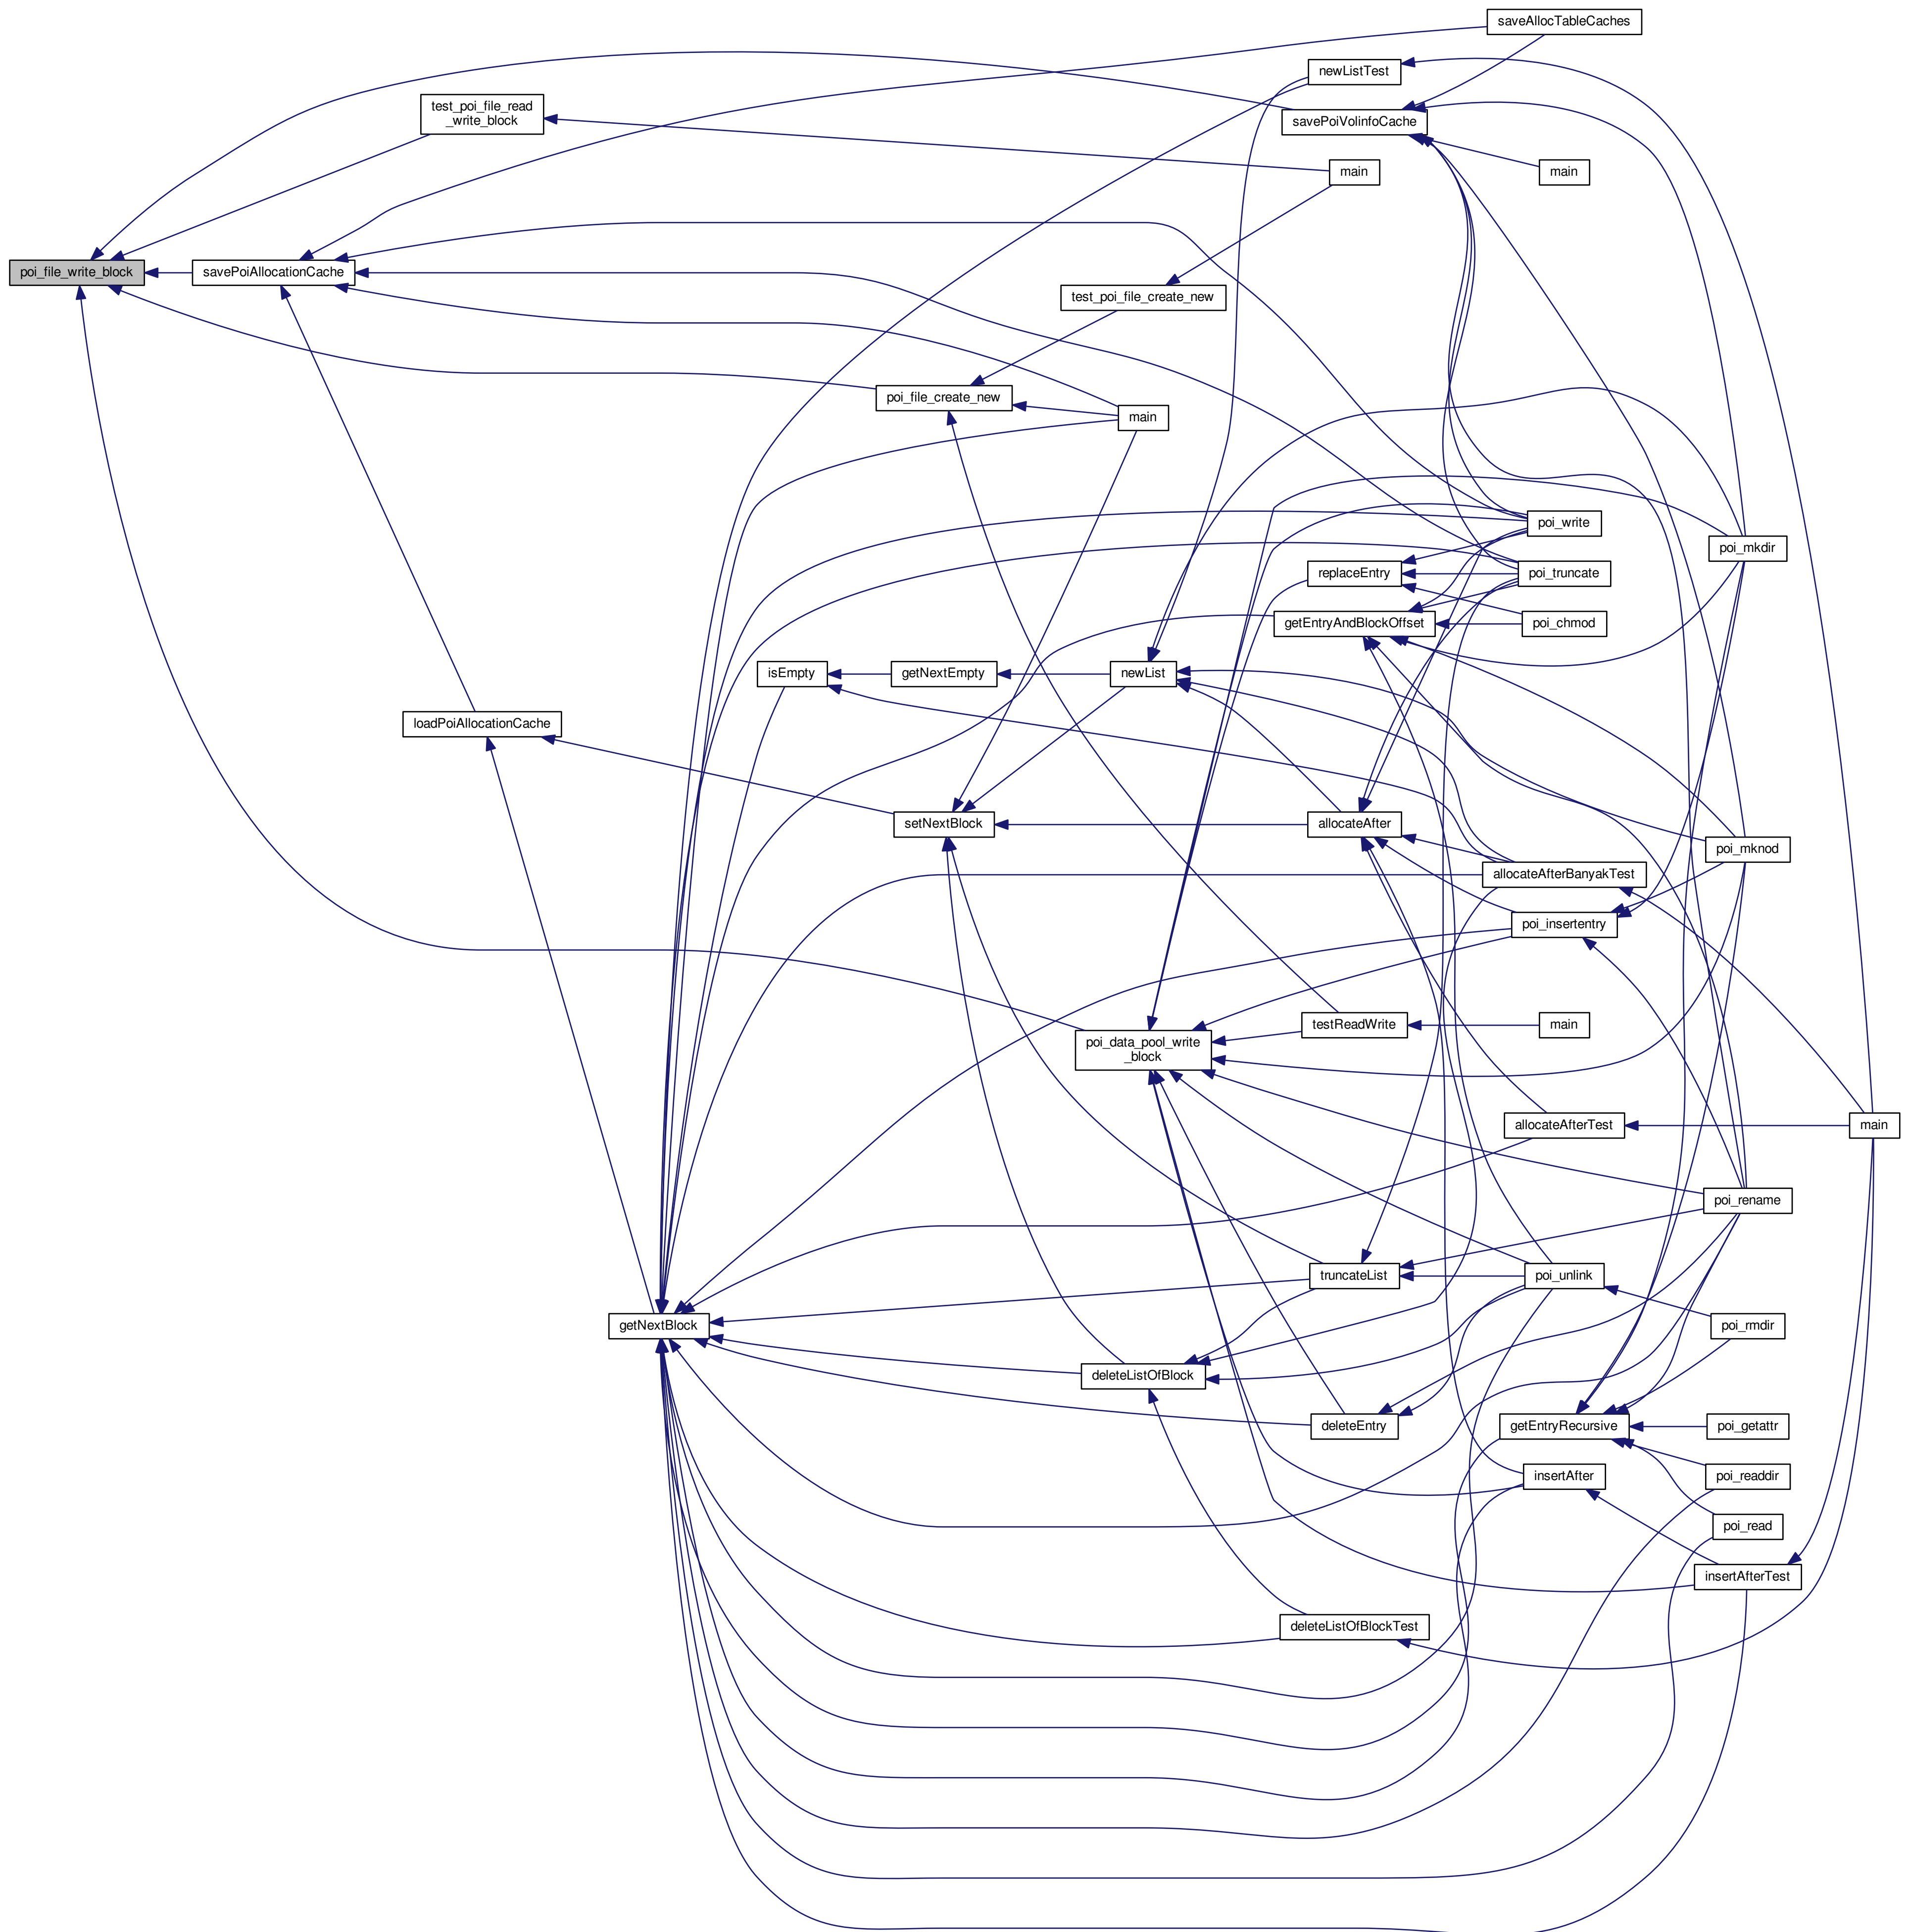 saveAllocTableCaches
newListTest
test_poi_file_read
_write_block
savePoiVolinfoCache
main
main
poi_file_write_block
savePoiAllocationCache
test_poi_file_create_new
poi_file_create_new
main
poi_write
poi_mkdir
replaceEntry
poi_truncate
getEntryAndBlockOffset
poi_chmod
isEmpty
getNextEmpty
newList
loadPoiAllocationCache
setNextBlock
allocateAfter
poi_mknod
allocateAfterBanyakTest
poi_insertentry
testReadWrite
main
poi_data_pool_write
_block
allocateAfterTest
main
poi_rename
truncateList
poi_unlink
getNextBlock
poi_rmdir
deleteListOfBlock
deleteEntry
getEntryRecursive
poi_getattr
insertAfter
poi_readdir
poi_read
insertAfterTest
deleteListOfBlockTest